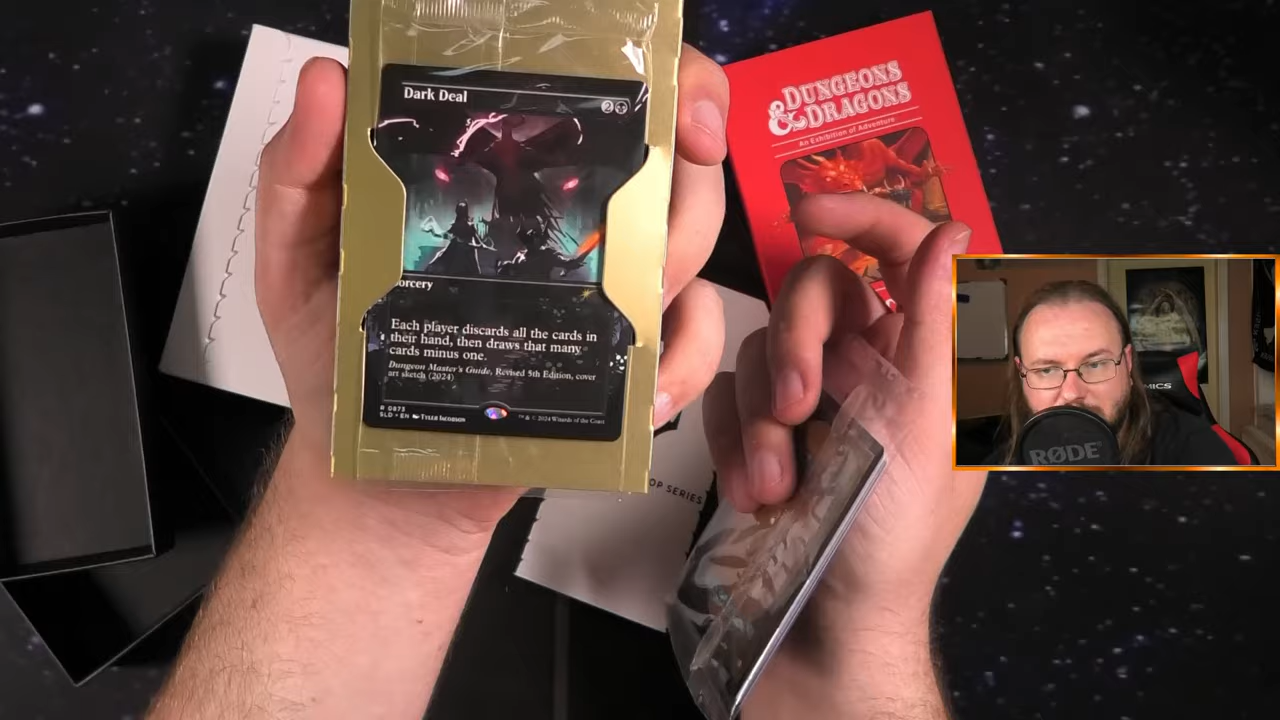 Dark Deal
2
DUNGEONS
& DRAGONS
An Exhibition of Adventure
Sorcery
Each player discards all the cards in
their hand, then draws that many
cards minus one.
Dungeon Master's Guide, Revised 5th Edition, cover
art sketch (2024)
R 0873
SLD • EN Tyler Jacobson
™ & © 2024 Wizards of the Coast
OP SERIES
MICS
RØDE